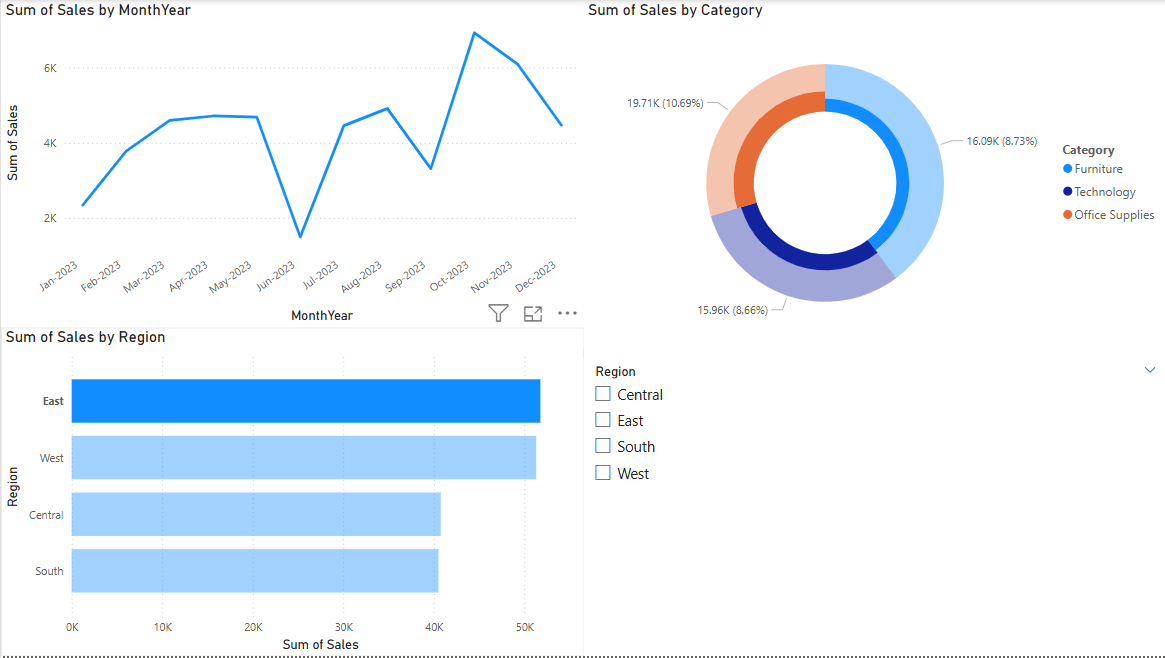 Sum of Sales by MonthYear
Sum of Sales
6K
4K
2K
Jan-2023 Feb-2023 Mar-2023 Apr-2023 May-2023 Jun-2023 Jul-2023 Aug-2023 Sep-2023 Oct-2023 Nov-2023 Dec-2023
MonthYear
Sum of Sales by Category
19.71K (10.69%)
16.09K (8.73%)
15.96K (8.66%)
Category
Furniture
Technology
Office Supplies
Sum of Sales by Region
Region
East
West
Central
South
0K 10K 20K 30K 40K 50K
Sum of Sales
Region
Central
East
South
West